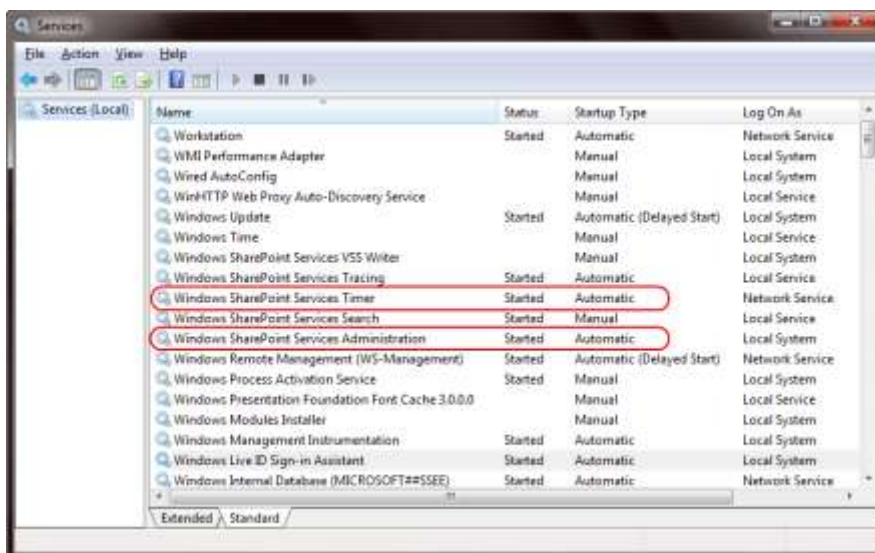 Services
File Action View Help
Services (Local)
Name Status Startup Type Log On As
Workstation Started Automatic Network Service
WMI Performance Adapter Manual Local System
Wired AutoConfig Manual Local System
WinHTTP Web Proxy Auto-Discovery Service Manual Local Service
Windows Update Started Automatic (Delayed Start) Local System
Windows Time Manual Local Service
Windows SharePoint Services VSS Writer Manual Local System
Windows SharePoint Services Tracing Started Automatic Local Service
Windows SharePoint Services Timer Started Automatic Network Service
Windows SharePoint Services Search Started Manual Local Service
Windows SharePoint Services Administration Started Automatic Local System
Windows Remote Management (WS-Management) Started Automatic (Delayed Start) Network Service
Windows Process Activation Service Started Manual Local System
Windows Presentation Foundation Font Cache 3.0.0.0 Manual Local Service
Windows Modules Installer Manual Local System
Windows Management Instrumentation Started Automatic Local System
Windows Live ID Sign-in Assistant Started Automatic Local System
Windows Internal Database (MICROSOFT##SSEE) Started Automatic Network Service
Extended Standard